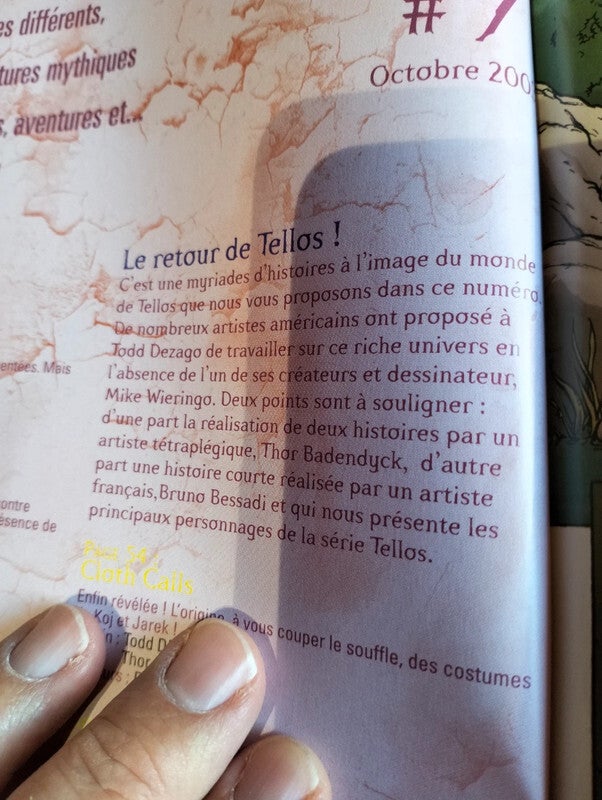 es différents,
tures mythiques
s, aventures et...
#
Octobre 200
Le retour de Tellos !
C'est une myriades d'histoires à l'image du monde
de Tellos que nous vous proposons dans ce numéro.
De nombreux artistes américains ont proposé à
Todd Dezago de travailler sur ce riche univers en
l'absence de l'un de ses créateurs et dessinateur,
Mike Wieringo. Deux points sont à souligner :
d'une part la réalisation de deux histoires par un
artiste tétraplégique, Thor Badendyck, d'autre
part une histoire courte réalisée par un artiste
français, Bruno Bessadi et qui nous présente les
principaux personnages de la série Tellos.
entées. Mais
ontre
ésence de
54 :
Cloth Calls
Enfin révélée ! L'origine, à vous couper le souffle, des costumes
Koj et Jarek !
n : Todd D
Thor